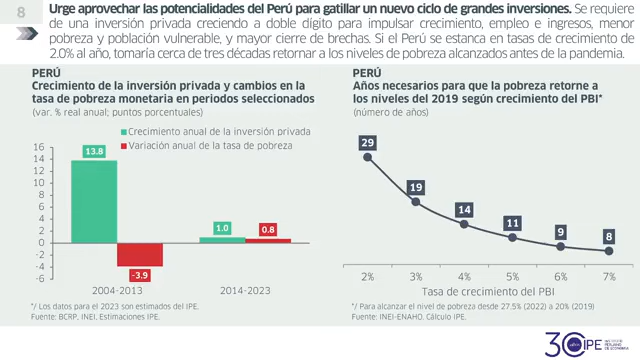 8
Urge aprovechar las potencialidades del Perú para gatillar un nuevo ciclo de grandes inversiones. Se requiere
de una inversión privada creciendo a doble dígito para impulsar crecimiento, empleo e ingresos, menor
pobreza y población vulnerable, y mayor cierre de brechas. Si el Perú se estanca en tasas de crecimiento de
2.0% al año, tomaría cerca de tres décadas retornar a los niveles de pobreza alcanzados antes de la pandemia.
PERÚ
Crecimiento de la inversión privada y cambios en la
tasa de pobreza monetaria en periodos seleccionados
(var. % real anual; puntos porcentuales)
Crecimiento anual de la inversión privada
Variación anual de la tasa de pobreza
16
14
12
10
8
6
4
2
0
-2
-4
-6
13.8
-3.9
1.0
0.8
2004-2013
2014-2023
*/ Los datos para el 2023 son estimados del IPE.
Fuente: BCRP, INEI. Estimaciones IPE.
PERÚ
Años necesarios para que la pobreza retorne a
los niveles del 2019 según crecimiento del PBI*
(número de años)
29
19
14
11
9
8
2% 3% 4% 5% 6% 7%
Tasa de crecimiento del PBI
*/ Para alcanzar el nivel de pobreza desde 27.5% (2022) a 20% (2019)
Fuente: INEI-ENAHO. Cálculo IPE.
30 IPE
INSTITUTO
PERUANO
DE ECONOMÍA